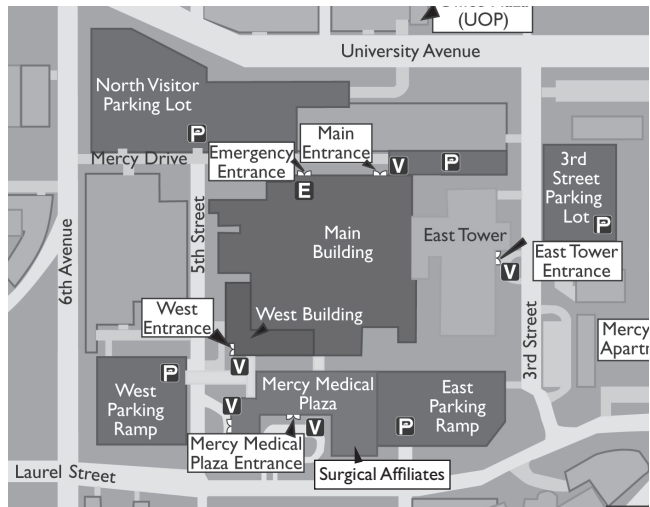 (UOP)
University Avenue
North Visitor
Parking Lot
P
Mercy Drive
Emergency
Entrance
Main
Entrance
V
P
E
3rd
Street
Parking
Lot
P
6th Avenue
5th Street
Main
Building
East Tower
East Tower
Entrance
V
West
Entrance
West Building
V
3rd Street
Mercy
P
West
Parking
Ramp
Mercy Medical
Plaza
East
Parking
Ramp
P
V
V
Mercy Medical
Plaza Entrance
Surgical Affiliates
Laurel Street